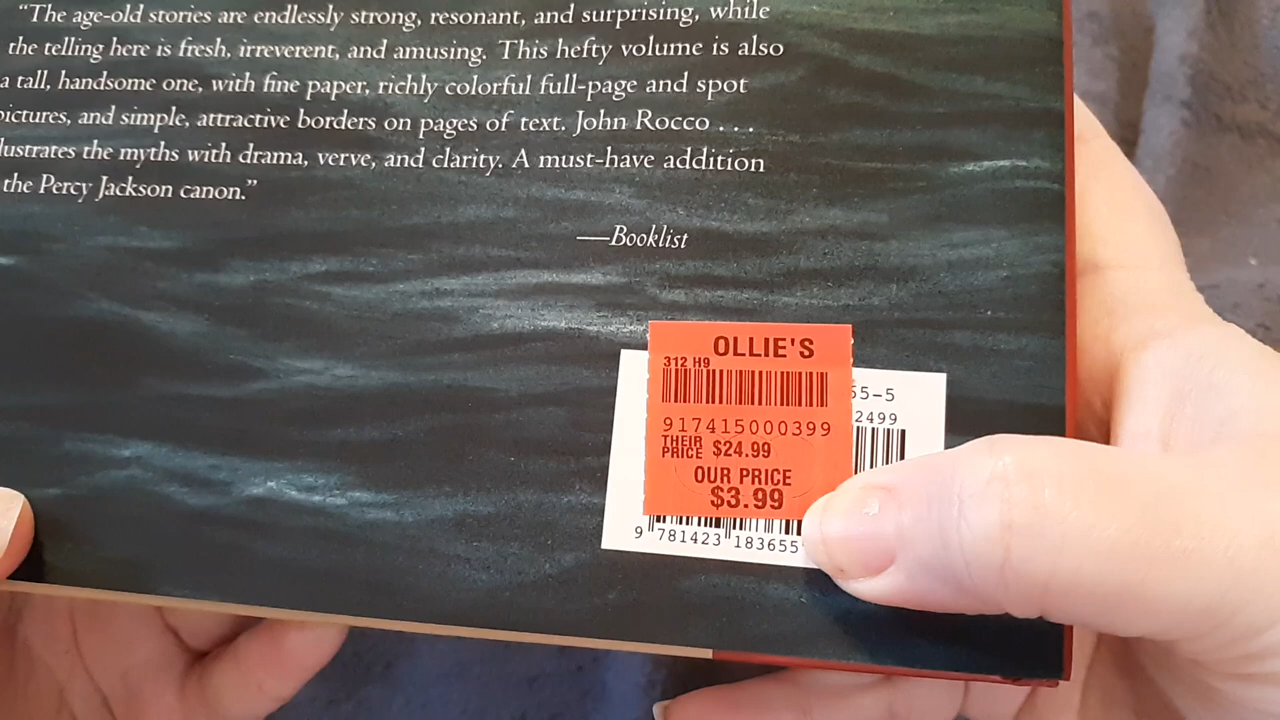 “The age-old stories are endlessly strong, resonant, and surprising, while
the telling here is fresh, irreverent, and amusing. This hefty volume is also
a tall, handsome one, with fine paper, richly colorful full-page and spot
pictures, and simple, attractive borders on pages of text. John Rocco . . .
lustrates the myths with drama, verve, and clarity. A must-have addition
the Percy Jackson canon.”
—Booklist
OLLIE'S
312 H9
917415000399
THEIR PRICE $24.99
OUR PRICE
$3.99
55-5
2499
9 781423 183655